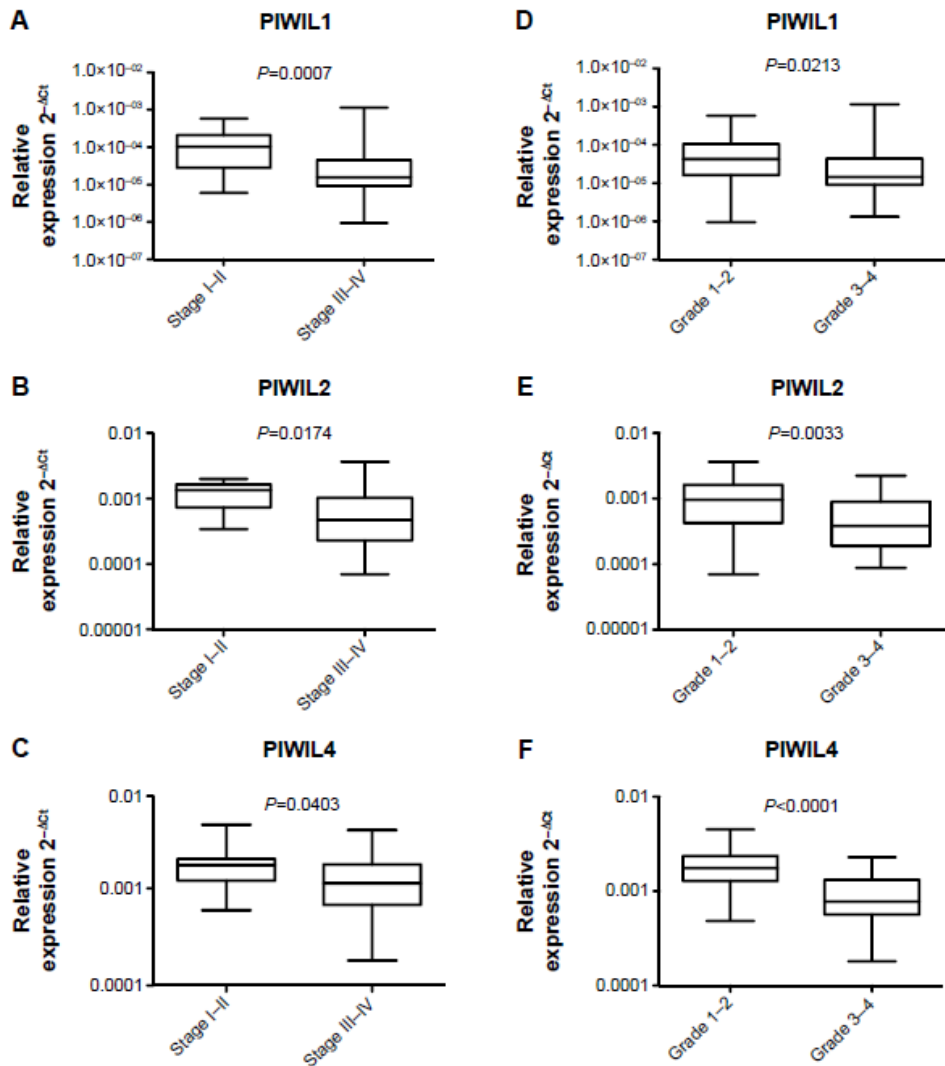 A
PIWIL1
P=0.0007
Relative
expression 2⁻ΔCt
1.0×10⁻⁰²
1.0×10⁻⁰³
1.0×10⁻⁰⁴
1.0×10⁻⁰⁵
1.0×10⁻⁰⁶
1.0×10⁻⁰⁷
Stage I–II
Stage III–IV
D
PIWIL1
P=0.0213
Relative
expression 2⁻ΔCt
1.0×10⁻⁰²
1.0×10⁻⁰³
1.0×10⁻⁰⁴
1.0×10⁻⁰⁵
1.0×10⁻⁰⁶
1.0×10⁻⁰⁷
Grade 1–2
Grade 3–4
B
PIWIL2
P=0.0174
Relative
expression 2⁻ΔCt
0.01
0.001
0.0001
0.00001
Stage I–II
Stage III–IV
E
PIWIL2
P=0.0033
Relative
expression 2⁻ΔCt
0.01
0.001
0.0001
0.00001
Grade 1–2
Grade 3–4
C
PIWIL4
P=0.0403
Relative
expression 2⁻ΔCt
0.01
0.001
0.0001
Stage I–II
Stage III–IV
F
PIWIL4
P<0.0001
Relative
expression 2⁻ΔCt
0.01
0.001
0.0001
Grade 1–2
Grade 3–4